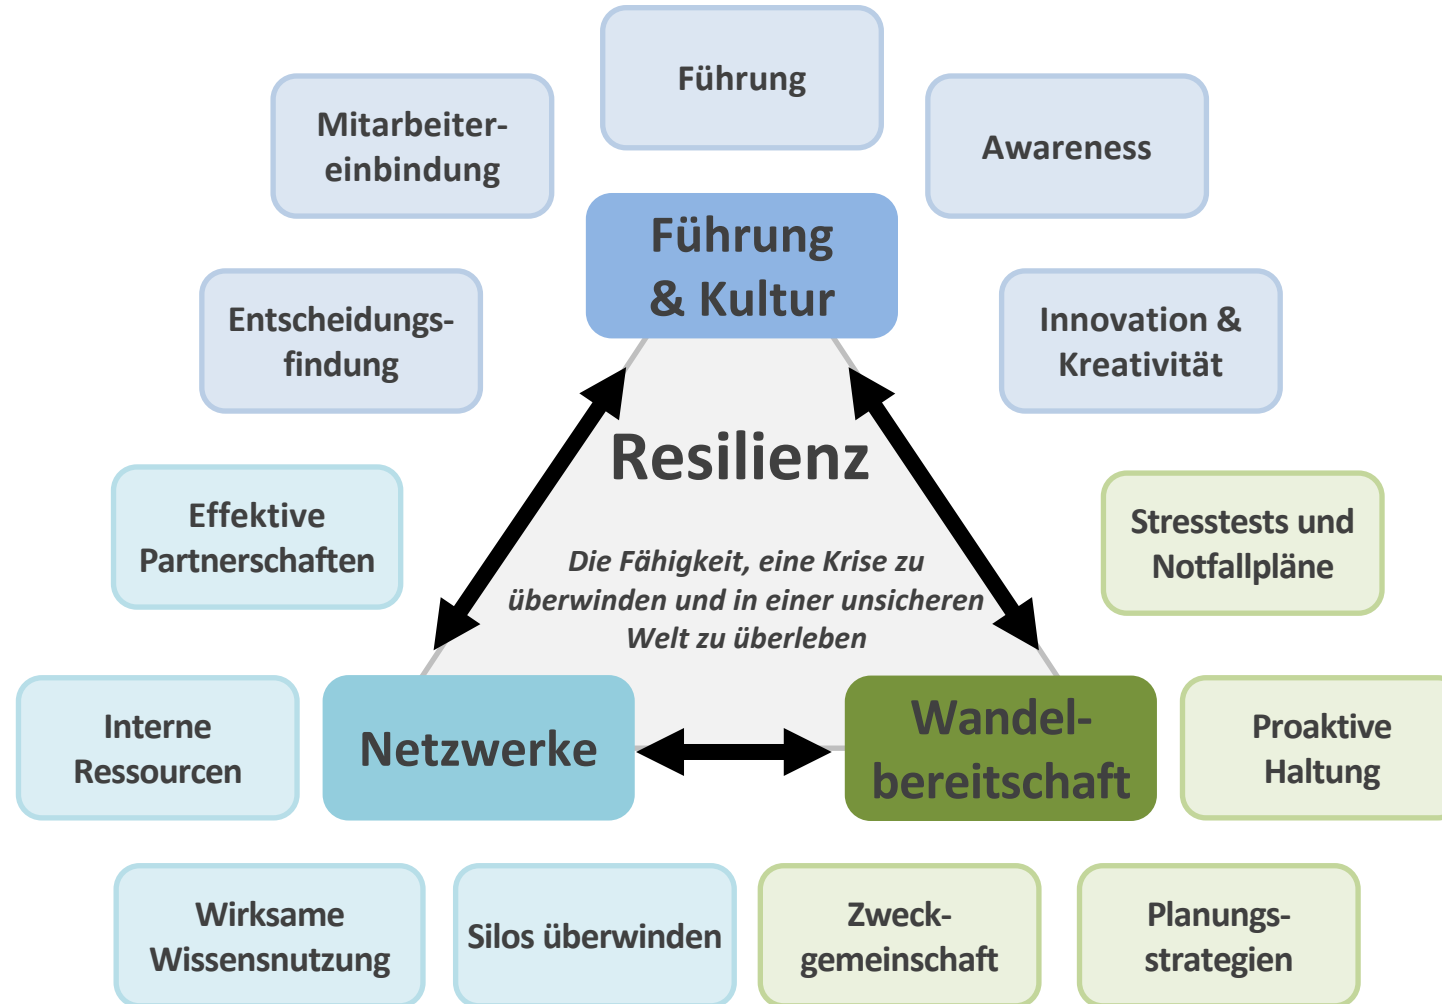 Führung
Mitarbeiter-
einbindung
Awareness
Führung
& Kultur
Entscheidungs-
findung
Innovation &
Kreativität
Resilienz
Die Fähigkeit, eine Krise zu
überwinden und in einer unsicheren
Welt zu überleben
Effektive
Partnerschaften
Stresstests und
Notfallpläne
Interne
Ressourcen
Netzwerke
Wandel-
bereitschaft
Proaktive
Haltung
Wirksame
Wissensnutzung
Silos überwinden
Zweck-
gemeinschaft
Planungs-
strategien